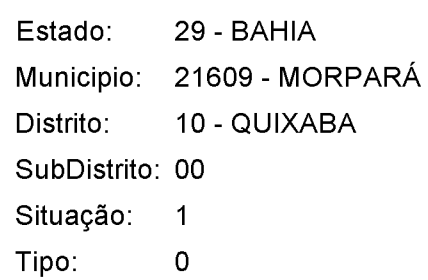 Estado: 29 - BAHIA
Municipio: 21609 - MORPARÁ
Distrito: 10 - QUIXABA
SubDistrito: 00
Situação: 1
Tipo: 0